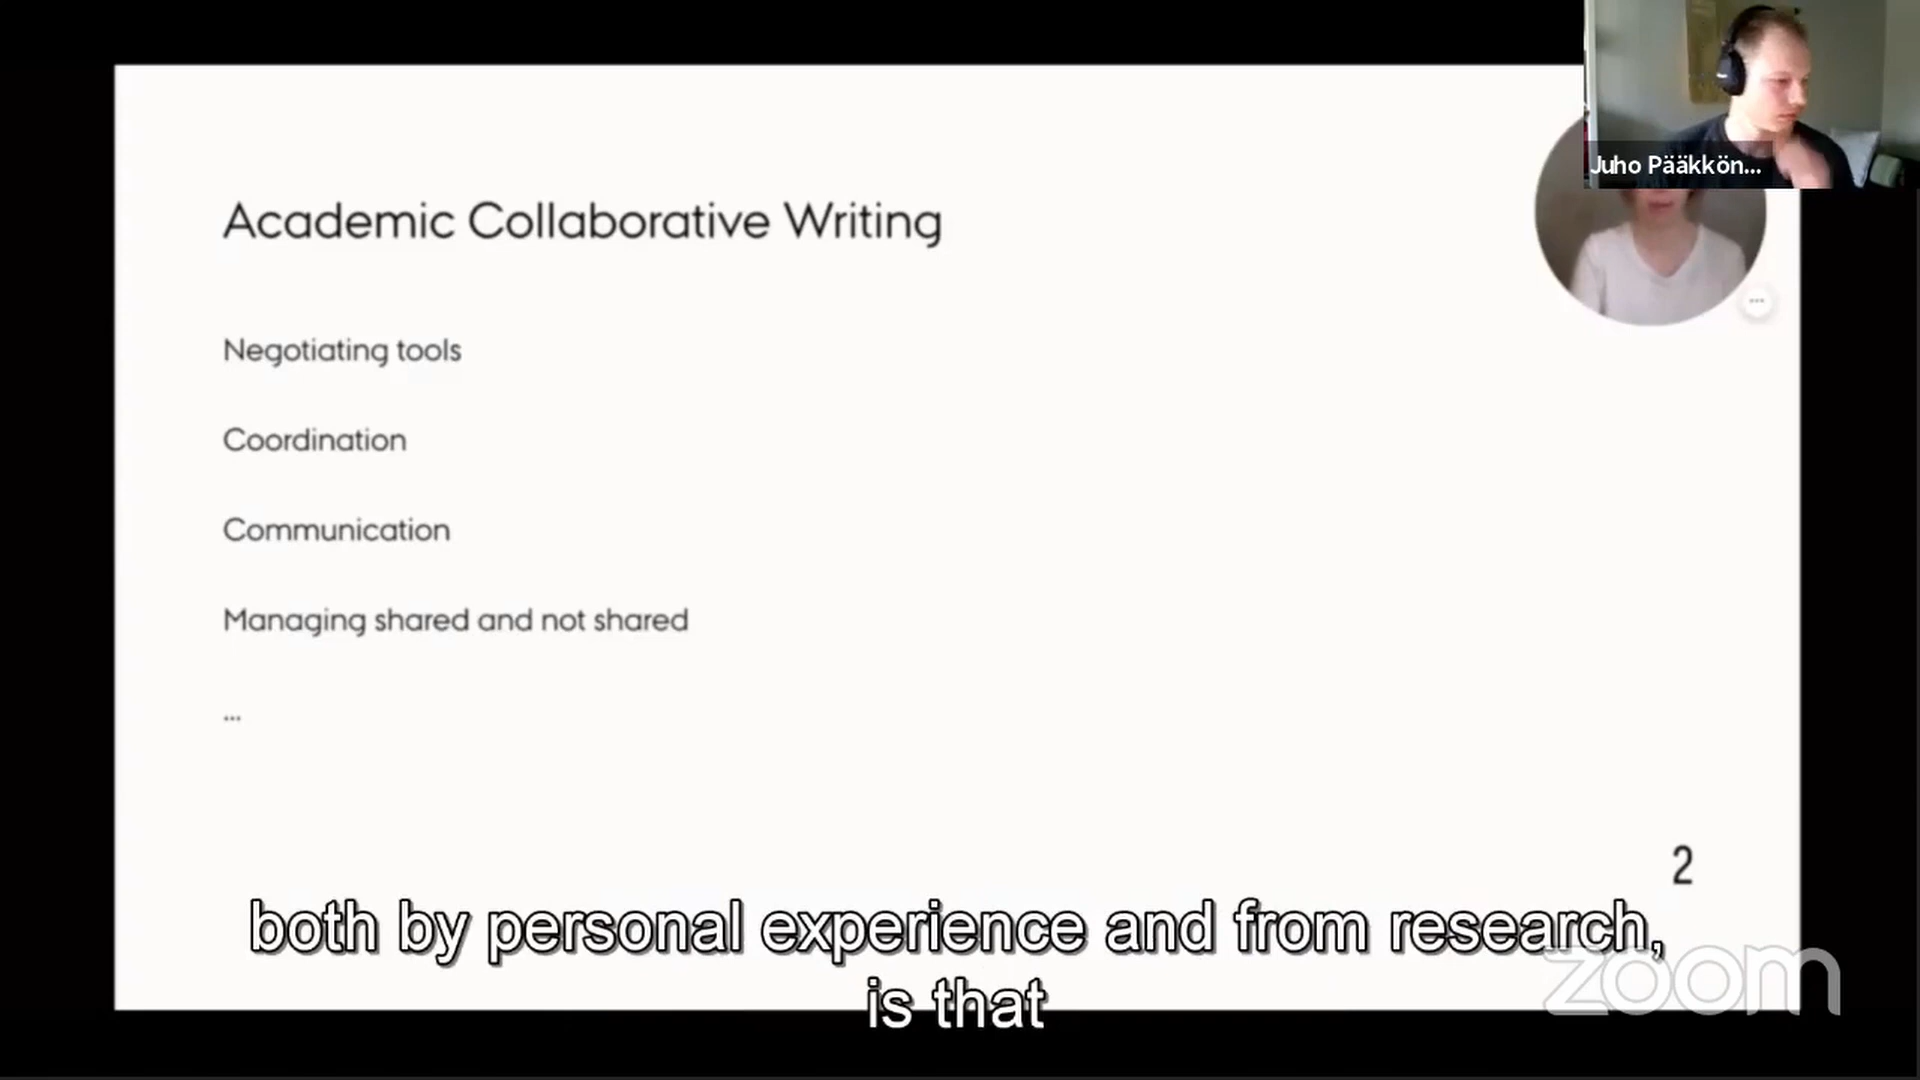 Juho Pääkkön...
Academic Collaborative Writing
Negotiating tools
Coordination
Communication
Managing shared and not shared
...
2
both by personal experience and from research,
is that
zoom